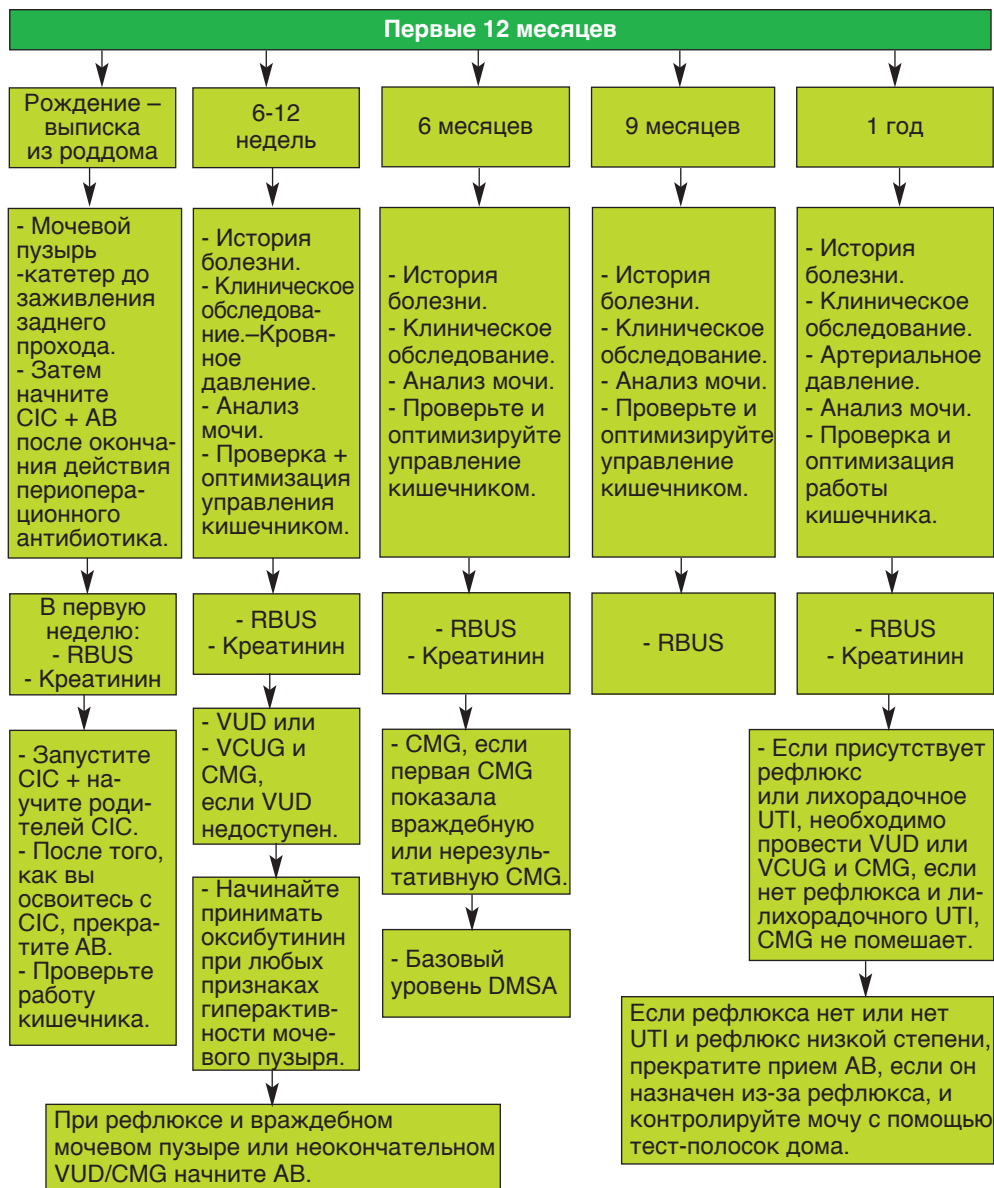 Первые 12 месяцев
Рождение –
выписка
из роддома
6-12
недель
6 месяцев
9 месяцев
1 год
- Мочевой
пузырь
-катетер до
заживления
заднего
прохода.
- Затем
начните
CIC + AB
после оконча-
ния действия
периопера-
ционного
антибиотика.
- История
болезни.
- Клиническое
обследова-
ние.–Кровя-
ное
давление.
- Анализ
мочи.
- Проверка +
оптимизация
управления
кишечником.
- История
болезни.
- Клиническое
обследование.
- Анализ мочи.
- Проверьте и
оптимизируйте
управление
кишечником.
- История
болезни.
- Клиническое
обследование.
- Анализ мочи.
- Проверьте и
оптимизируйте
управление
кишечником.
- История
болезни.
- Клиническое
обследование.
- Артериальное
давление.
- Анализ мочи.
- Проверка и
оптимизация
работы
кишечника.
В первую
неделю:
- RBUS
- Креатинин
- RBUS
- Креатинин
- RBUS
- Креатинин
- RBUS
- RBUS
- Креатинин
- Запустите
CIC + на-
учите роди-
телей CIC.
- После того,
как вы
освоитесь с
CIC, прекра-
тите AB.
- Проверьте
работу
кишечника.
- VUD или
- VCUG и
CMG,
если VUD
недоступен.
- Начинайте
принимать
оксибутинин
при любых
признаках
гиперактив-
ности моче-
вого пузыря.
При рефлюксе и враждебном
мочевом пузыре или неокончательном
VUD/CMG начните AB.
- CMG, если
первая CMG
показала
враждебную
или нерезуль-
тативную CMG.
- Базовый
уровень DMSA
- Если присутствует
рефлюкс
или лихорадочное
UTI, необходимо
провести VUD или
VCUG и CMG, если
нет рефлюкса и ли-
лихорадочного UTI,
CMG не помешает.
Если рефлюкса нет или нет
UTI и рефлюкс низкой степени,
прекратите прием AB, если он
назначен из-за рефлюкса, и
контролируйте мочу с помощью
тест-полосок дома.